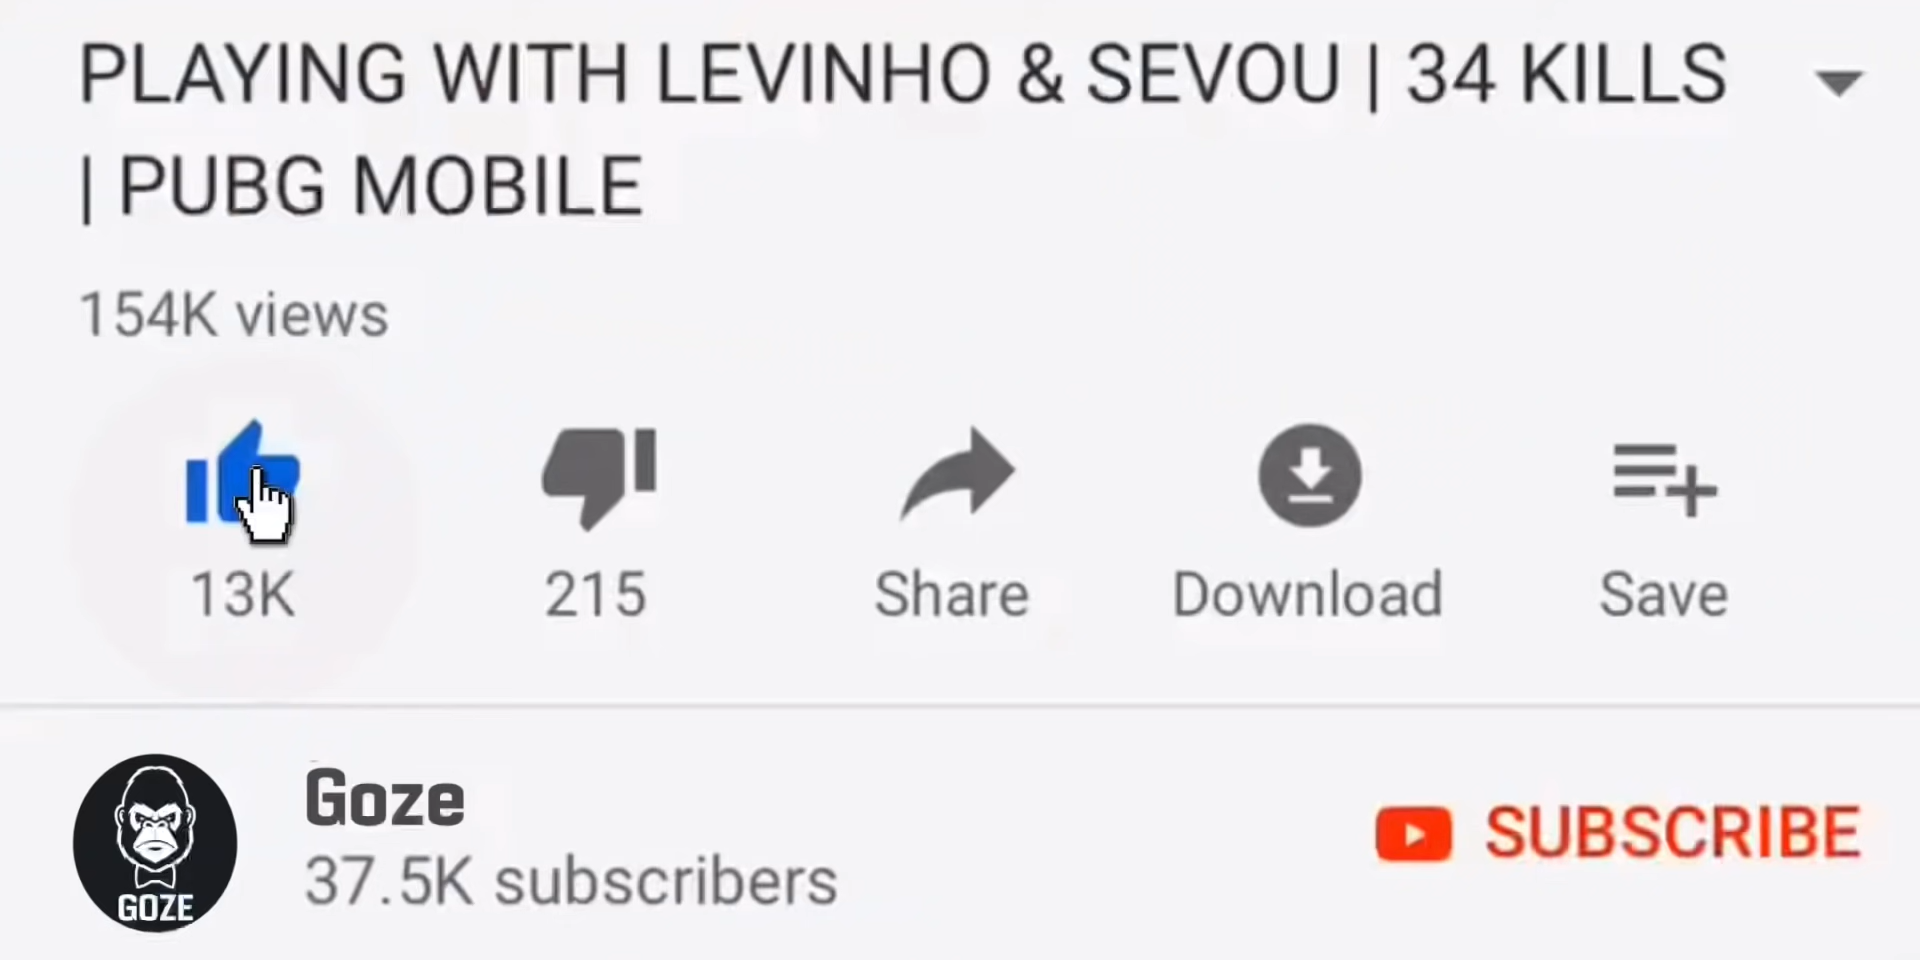 PLAYING WITH LEVINHO & SEVOU | 34 KILLS
| PUBG MOBILE
154K views
13K
215
Share
Download
Save
Goze
37.5K subscribers
SUBSCRIBE
GOZE